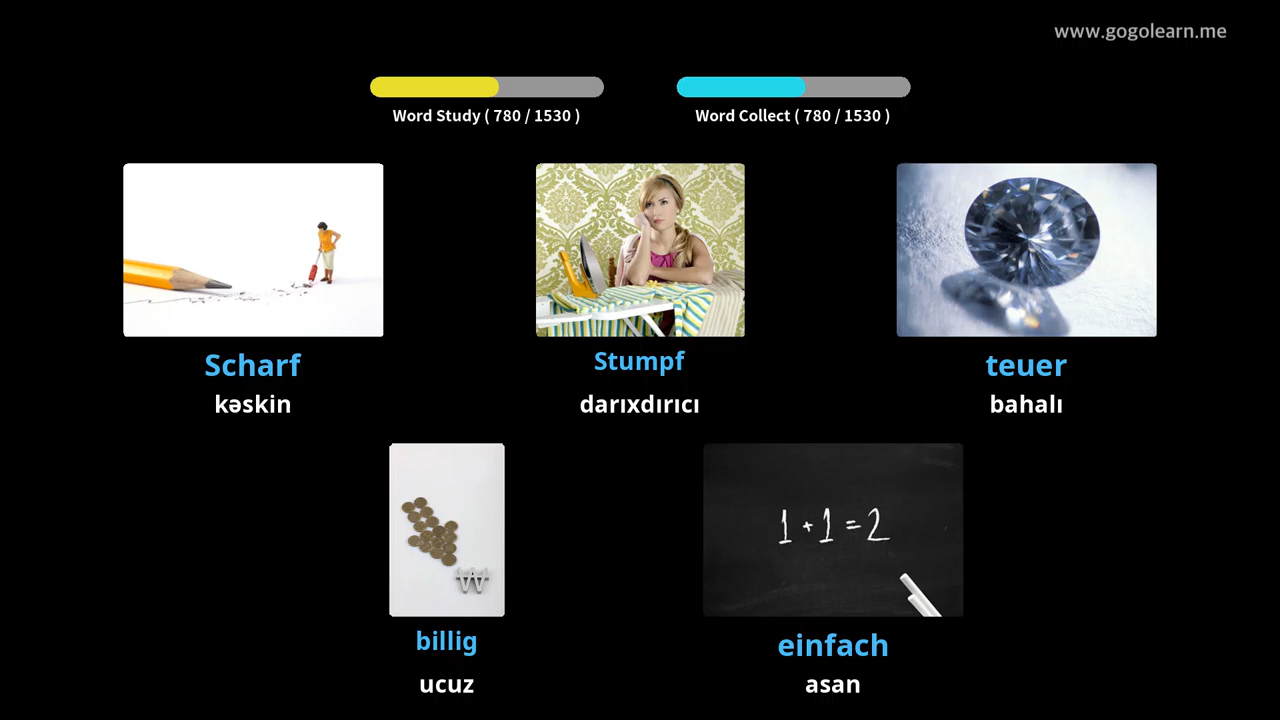 www.gogolearn.me
Word Study ( 780 / 1530 )
Word Collect ( 780 / 1530 )
Scharf
kəskin
Stumpf
darıxdırıcı
teuer
bahalı
₩
1 + 1 = 2
billig
ucuz
einfach
asan